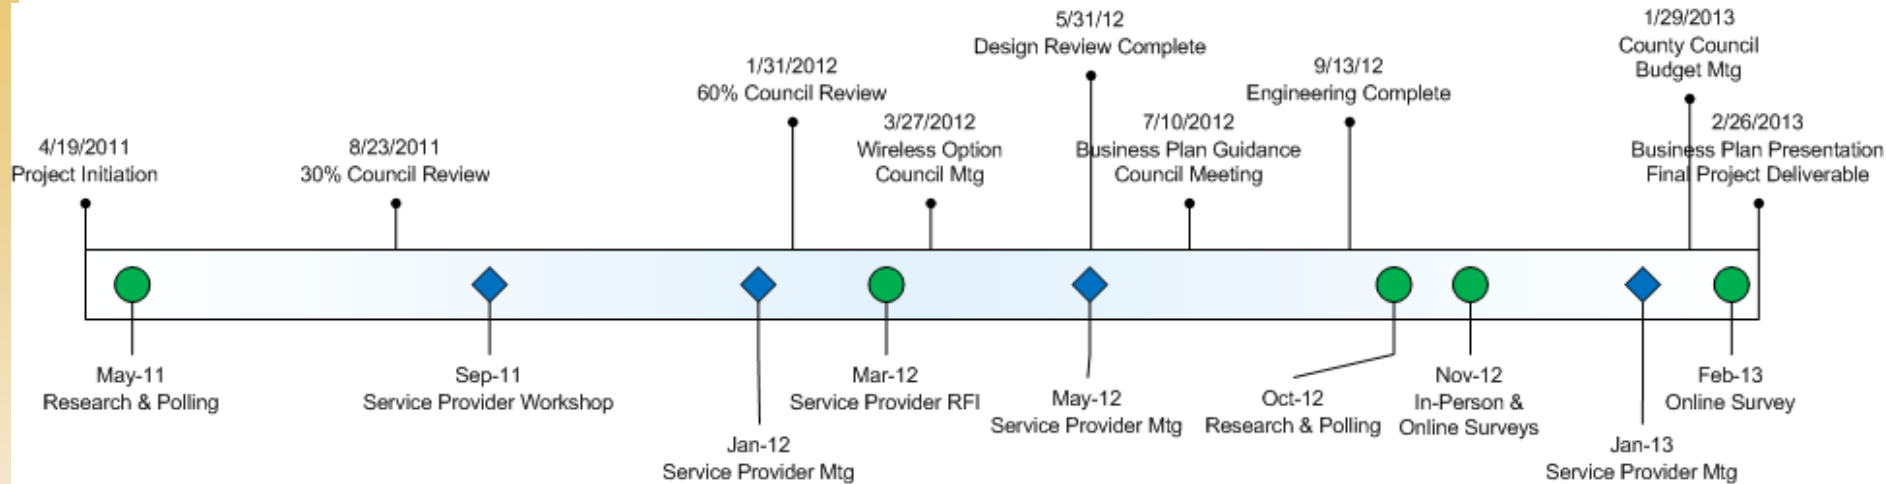 4/19/2011
Project Initiation
8/23/2011
30% Council Review
1/31/2012
60% Council Review
3/27/2012
Wireless Option
Council Mtg
5/31/12
Design Review Complete
7/10/2012
Business Plan Guidance
Council Meeting
9/13/12
Engineering Complete
1/29/2013
County Council
Budget Mtg
2/26/2013
Business Plan Presentation
Final Project Deliverable
May-11
Research & Polling
Sep-11
Service Provider Workshop
Jan-12
Service Provider Mtg
Mar-12
Service Provider RFI
May-12
Service Provider Mtg
Oct-12
Research & Polling
Nov-12
In-Person &
Online Surveys
Jan-13
Service Provider Mtg
Feb-13
Online Survey